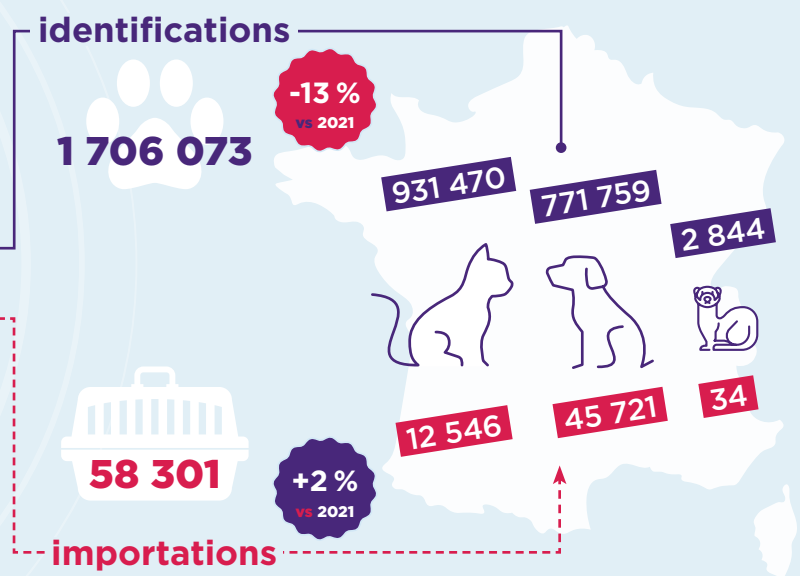 identifications
1 706 073
-13 %
vs 2021
931 470
771 759
2 844
12 546
45 721
34
58 301
+2 %
vs 2021
importations